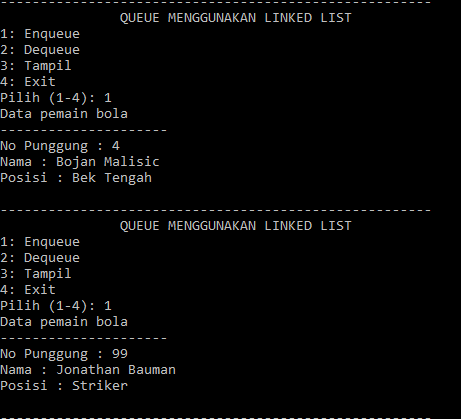 ------------------------------------------------------
QUEUE MENGGUNAKAN LINKED LIST
1: Enqueue
2: Dequeue
3: Tampil
4: Exit
Pilih (1-4): 1
Data pemain bola
---------------------
No Punggung : 4
Nama : Bojan Malisic
Posisi : Bek Tengah
------------------------------------------------------
QUEUE MENGGUNAKAN LINKED LIST
1: Enqueue
2: Dequeue
3: Tampil
4: Exit
Pilih (1-4): 1
Data pemain bola
---------------------
No Punggung : 99
Nama : Jonathan Bauman
Posisi : Striker
------------------------------------------------------